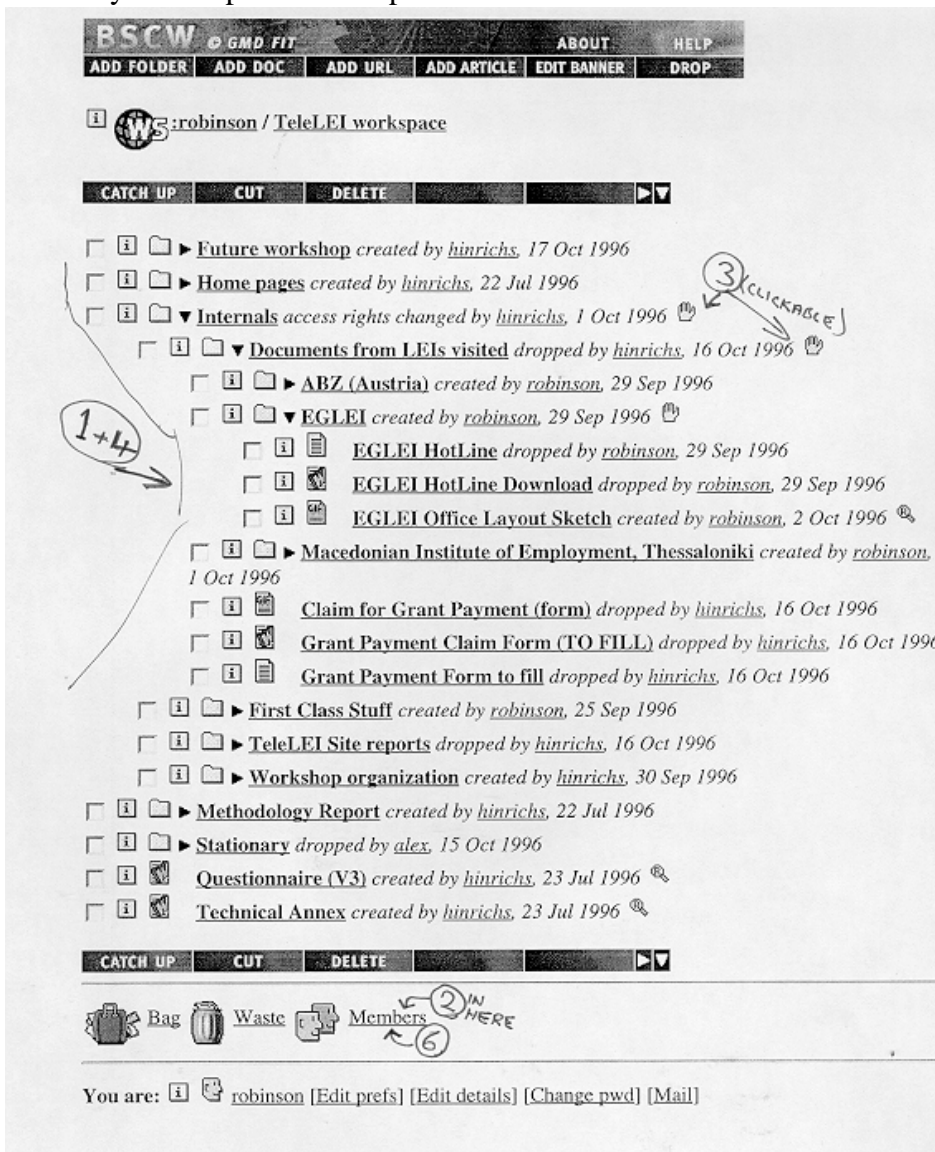 BSCW © GMD FIT ABOUT HELP
ADD FOLDER ADD DOC ADD URL ADD ARTICLE EDIT BANNER DROP
i WS :robinson / TeleLEI workspace
CATCH UP CUT DELETE
i Future workshop created by hinrichs, 17 Oct 1996
i Home pages created by hinrichs, 22 Jul 1996
3 (CLICKABLE)
i Internals access rights changed by hinrichs, 1 Oct 1996
i Documents from LEIs visited dropped by hinrichs, 16 Oct 1996
i ABZ (Austria) created by robinson, 29 Sep 1996
1+4
i EGLEI created by robinson, 29 Sep 1996
i EGLEI HotLine dropped by robinson, 29 Sep 1996
i EGLEI HotLine Download dropped by robinson, 29 Sep 1996
i GIF EGLEI Office Layout Sketch created by robinson, 2 Oct 1996
i Macedonian Institute of Employment, Thessaloniki created by robinson,
1 Oct 1996
i GIF Claim for Grant Payment (form) dropped by hinrichs, 16 Oct 1996
i Grant Payment Claim Form (TO FILL) dropped by hinrichs, 16 Oct 1996
i Grant Payment Form to fill dropped by hinrichs, 16 Oct 1996
i First Class Stuff created by robinson, 25 Sep 1996
i TeleLEI Site reports dropped by hinrichs, 16 Oct 1996
i Workshop organization created by hinrichs, 30 Sep 1996
i Methodology Report created by hinrichs, 22 Jul 1996
i Stationary dropped by alex, 15 Oct 1996
i Questionnaire (V3) created by hinrichs, 23 Jul 1996
i Technical Annex created by hinrichs, 23 Jul 1996
CATCH UP CUT DELETE
Bag Waste Members 2 IN HERE
6
You are: i robinson [Edit prefs] [Edit details] [Change pwd] [Mail]